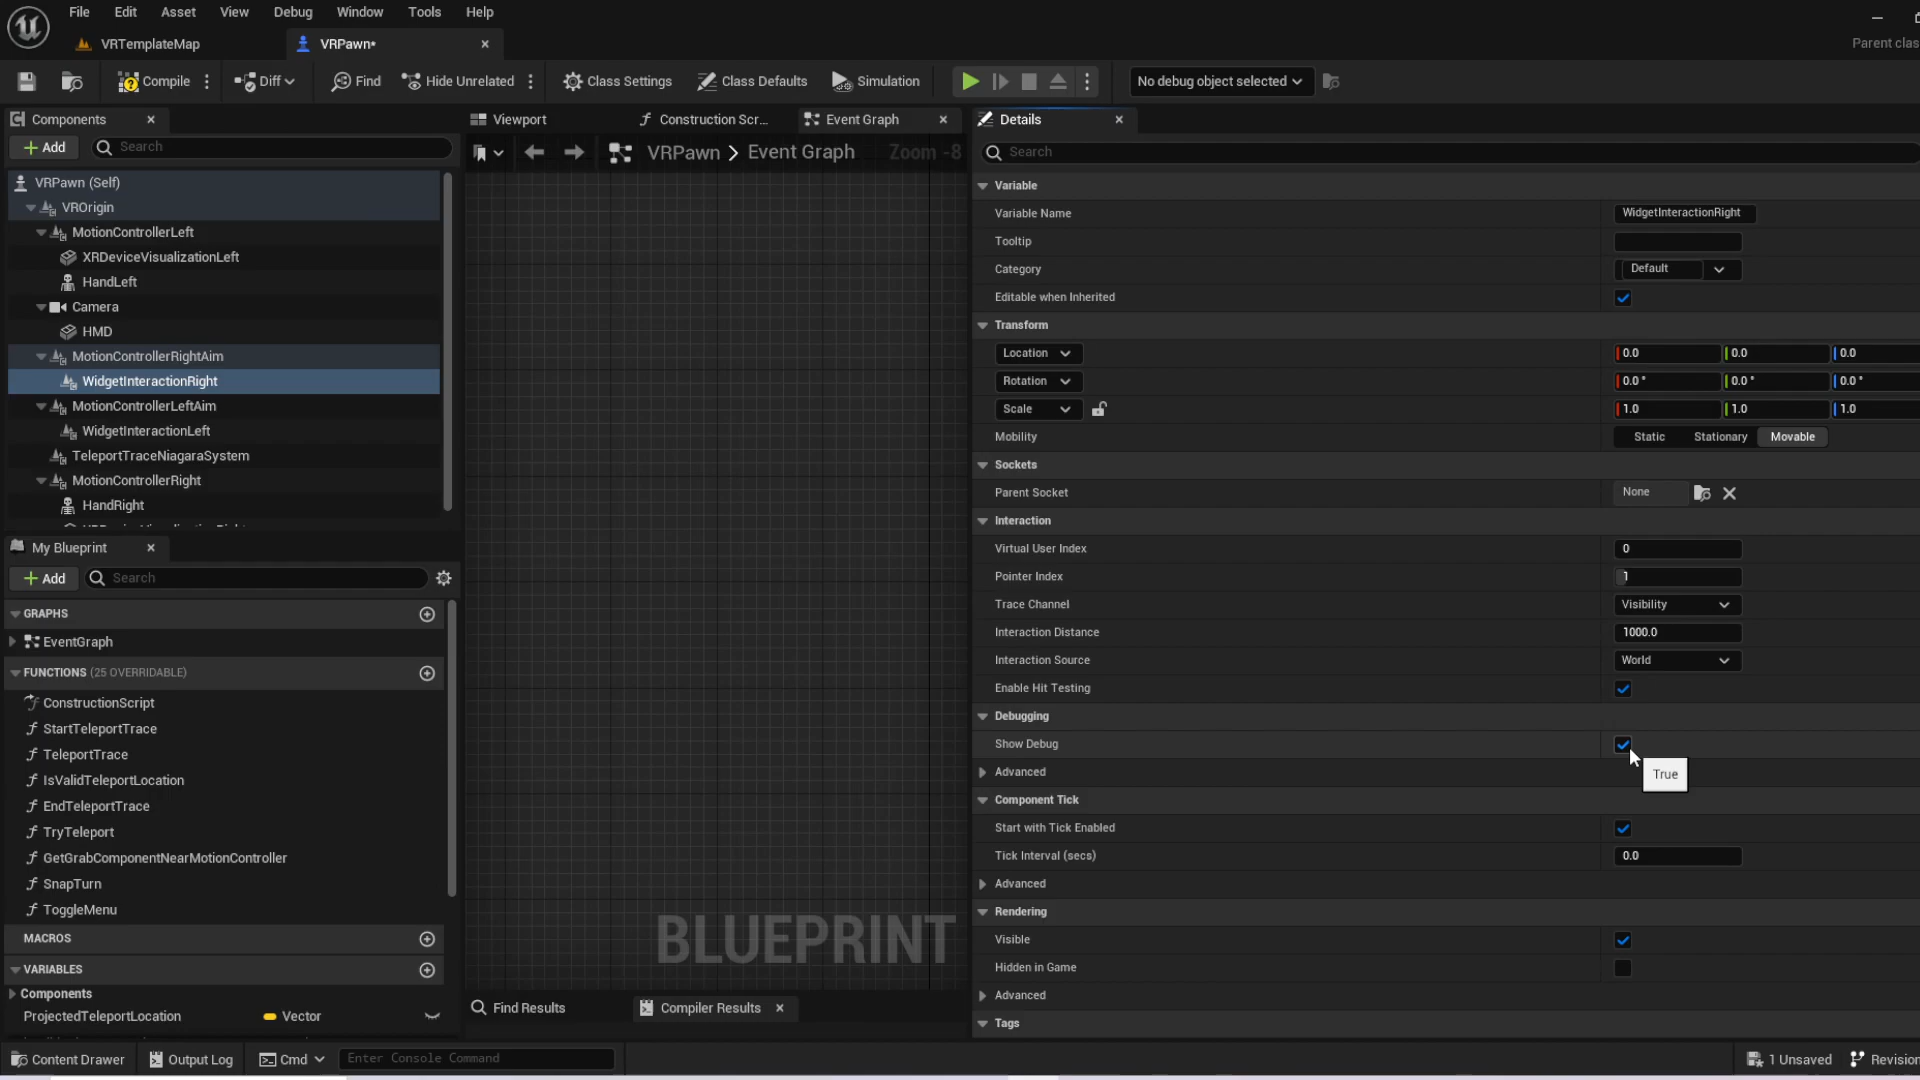 File Edit Asset View Debug Window Tools Help
VRTemplateMap VRPawn* Parent clas
Compile Diff Find Hide Unrelated Class Settings Class Defaults Simulation No debug object selected
Components
Add Search
VRPawn (Self)
VROrigin
MotionControllerLeft
XRDeviceVisualizationLeft
HandLeft
Camera
HMD
MotionControllerRightAim
WidgetInteractionRight
MotionControllerLeftAim
WidgetInteractionLeft
TeleportTraceNiagaraSystem
MotionControllerRight
HandRight
My Blueprint
Add Search
GRAPHS
EventGraph
FUNCTIONS (25 OVERRIDABLE)
ConstructionScript
StartTeleportTrace
TeleportTrace
IsValidTeleportLocation
EndTeleportTrace
TryTeleport
GetGrabComponentNearMotionController
SnapTurn
ToggleMenu
MACROS
VARIABLES
Components
ProjectedTeleportLocation Vector
Viewport Construction Scr... Event Graph
VRPawn Event Graph Zoom -8
BLUEPRINT
Find Results Compiler Results
Details
Search
Variable
Variable Name WidgetInteractionRight
Tooltip
Category Default
Editable when Inherited
Transform
Location 0.0 0.0 0.0
Rotation 0.0° 0.0° 0.0°
Scale 1.0 1.0 1.0
Mobility Static Stationary Movable
Sockets
Parent Socket None
Interaction
Virtual User Index 0
Pointer Index 1
Trace Channel Visibility
Interaction Distance 1000.0
Interaction Source World
Enable Hit Testing
Debugging
Show Debug
True
Advanced
Component Tick
Start with Tick Enabled
Tick Interval (secs) 0.0
Advanced
Rendering
Visible
Hidden in Game
Advanced
Tags
Content Drawer Output Log Cmd Enter Console Command 1 Unsaved Revision